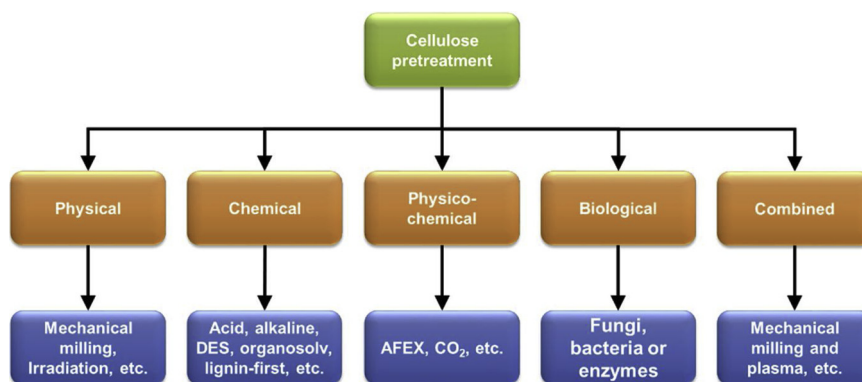 Cellulose
pretreatment
Physical
Chemical
Physico-
chemical
Biological
Combined
Mechanical
milling,
Irradiation, etc.
Acid, alkaline,
DES, organosolv,
lignin-first, etc.
AFEX, CO₂, etc.
Fungi,
bacteria or
enzymes
Mechanical
milling and
plasma, etc.